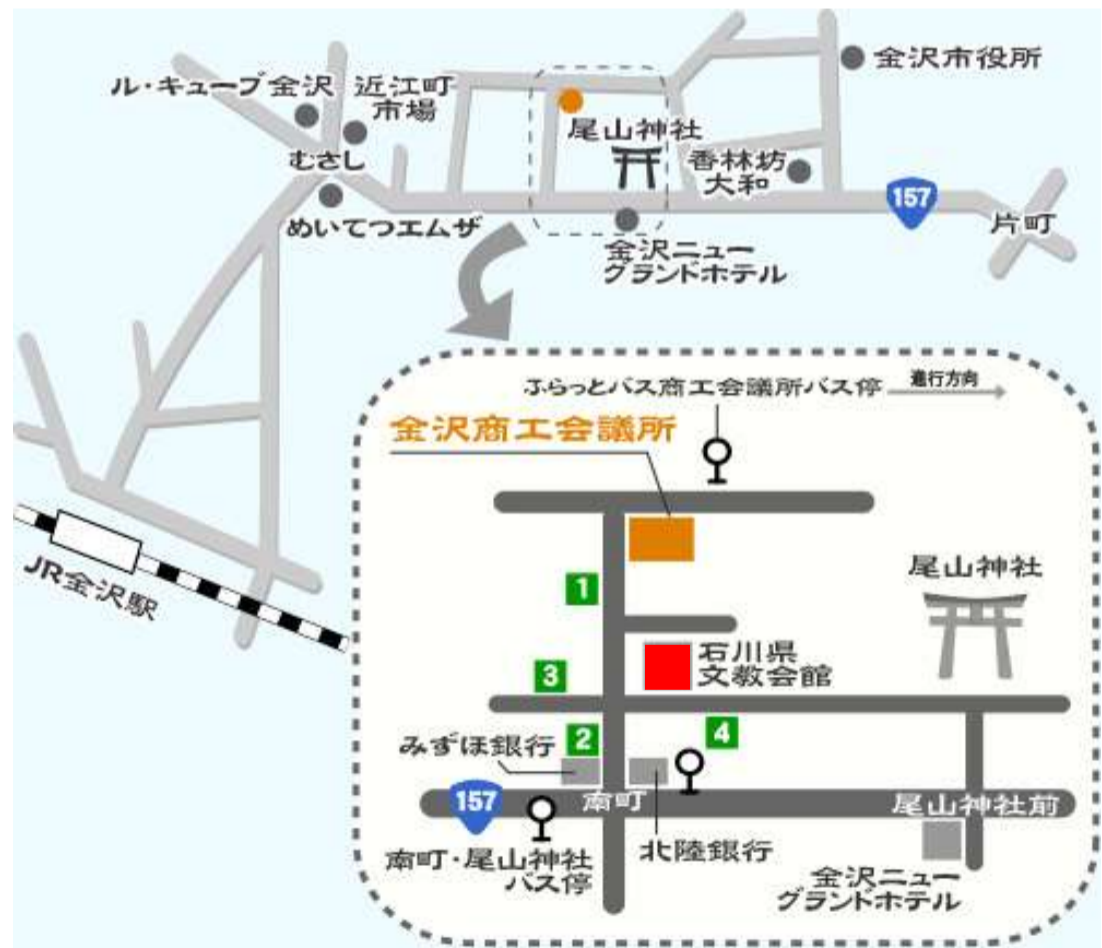 ル・キューブ金沢
近江町
市場
むさし
めいてつエムザ
尾山神社
金沢市役所
香林坊
大和
157
片町
金沢ニュー
グランドホテル
JR金沢駅
ふらっとバス商工会議所バス停
進行方向
金沢商工会議所
1
尾山神社
石川県
文教会館
3
2
4
みずほ銀行
157
南町
尾山神社前
南町・尾山神社
バス停
北陸銀行
金沢ニュー
グランドホテル